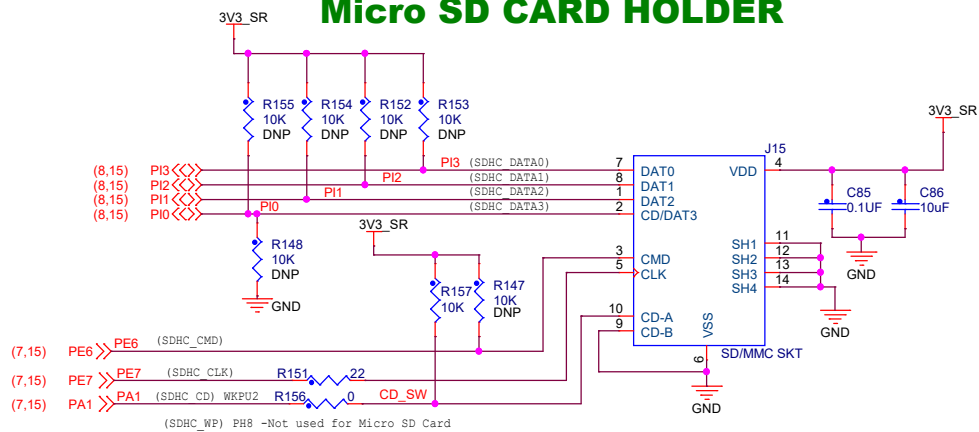 Micro SD CARD HOLDER
3V3_SR
R155 R154 R152 R153
10K 10K 10K 10K
DNP DNP DNP DNP
3V3_SR
J15
(8,15) PI3 PI3 (SDHC_DATA0) 7 DAT0 VDD 4
(8,15) PI2 PI2 (SDHC_DATA1) 8 DAT1
(8,15) PI1 PI1 (SDHC_DATA2) 1 DAT2
(8,15) PI0 PI0 (SDHC_DATA3) 2 CD/DAT3
C85 C86
0.1UF 10uF
GND
3V3_SR
R148
10K
DNP
GND
3 CMD
5 CLK
SH1 11
SH2 12
SH3 13
SH4 14
GND
R157 R147
10K 10K
DNP
10 CD-A
9 CD-B
VSS
6
SD/MMC SKT
GND
(7,15) PE6 PE6 (SDHC_CMD)
(7,15) PE7 PE7 (SDHC_CLK) R151 22
(7,15) PA1 PA1 (SDHC_CD) WKPU2 R156 0 CD_SW
(SDHC_WP) PH8 -Not used for Micro SD Card